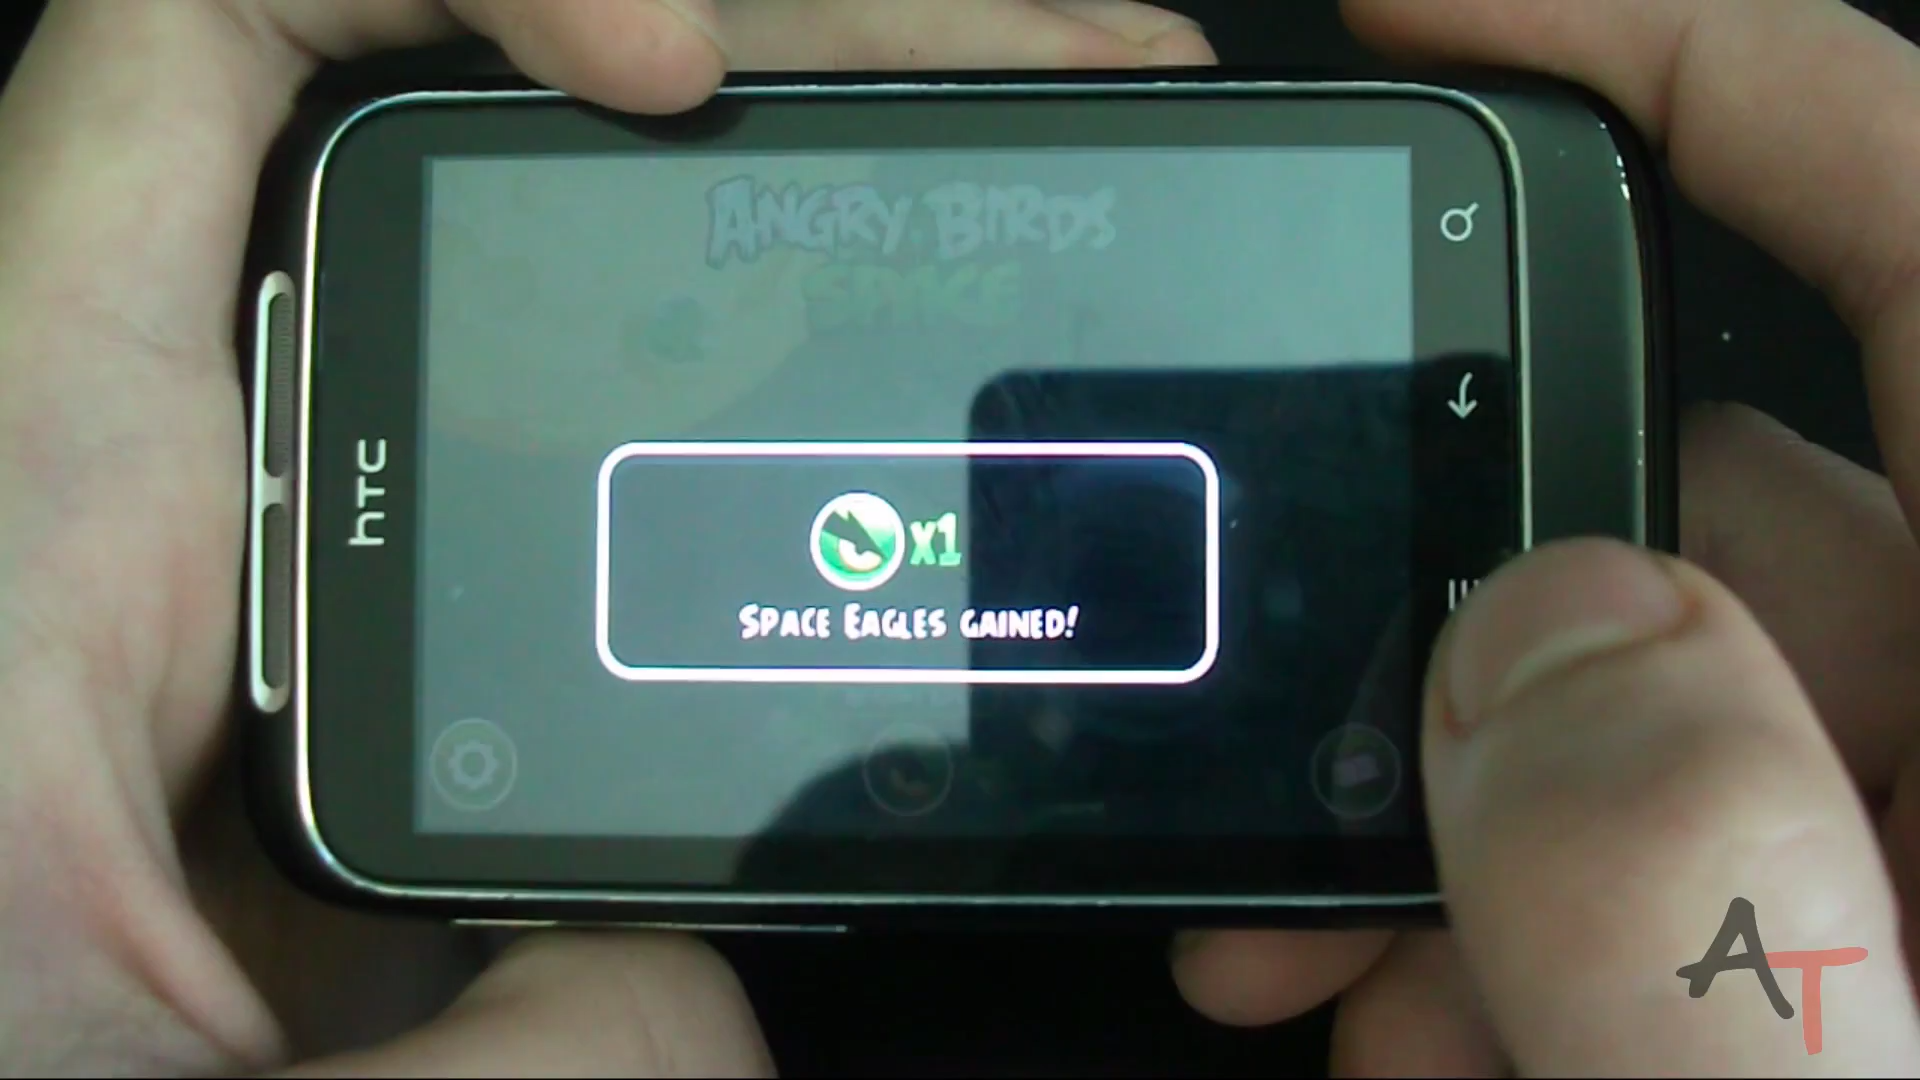 ANGRY BIRDS
SPACE
hTC
x1
SPACE EAGLES GAINED!
AT